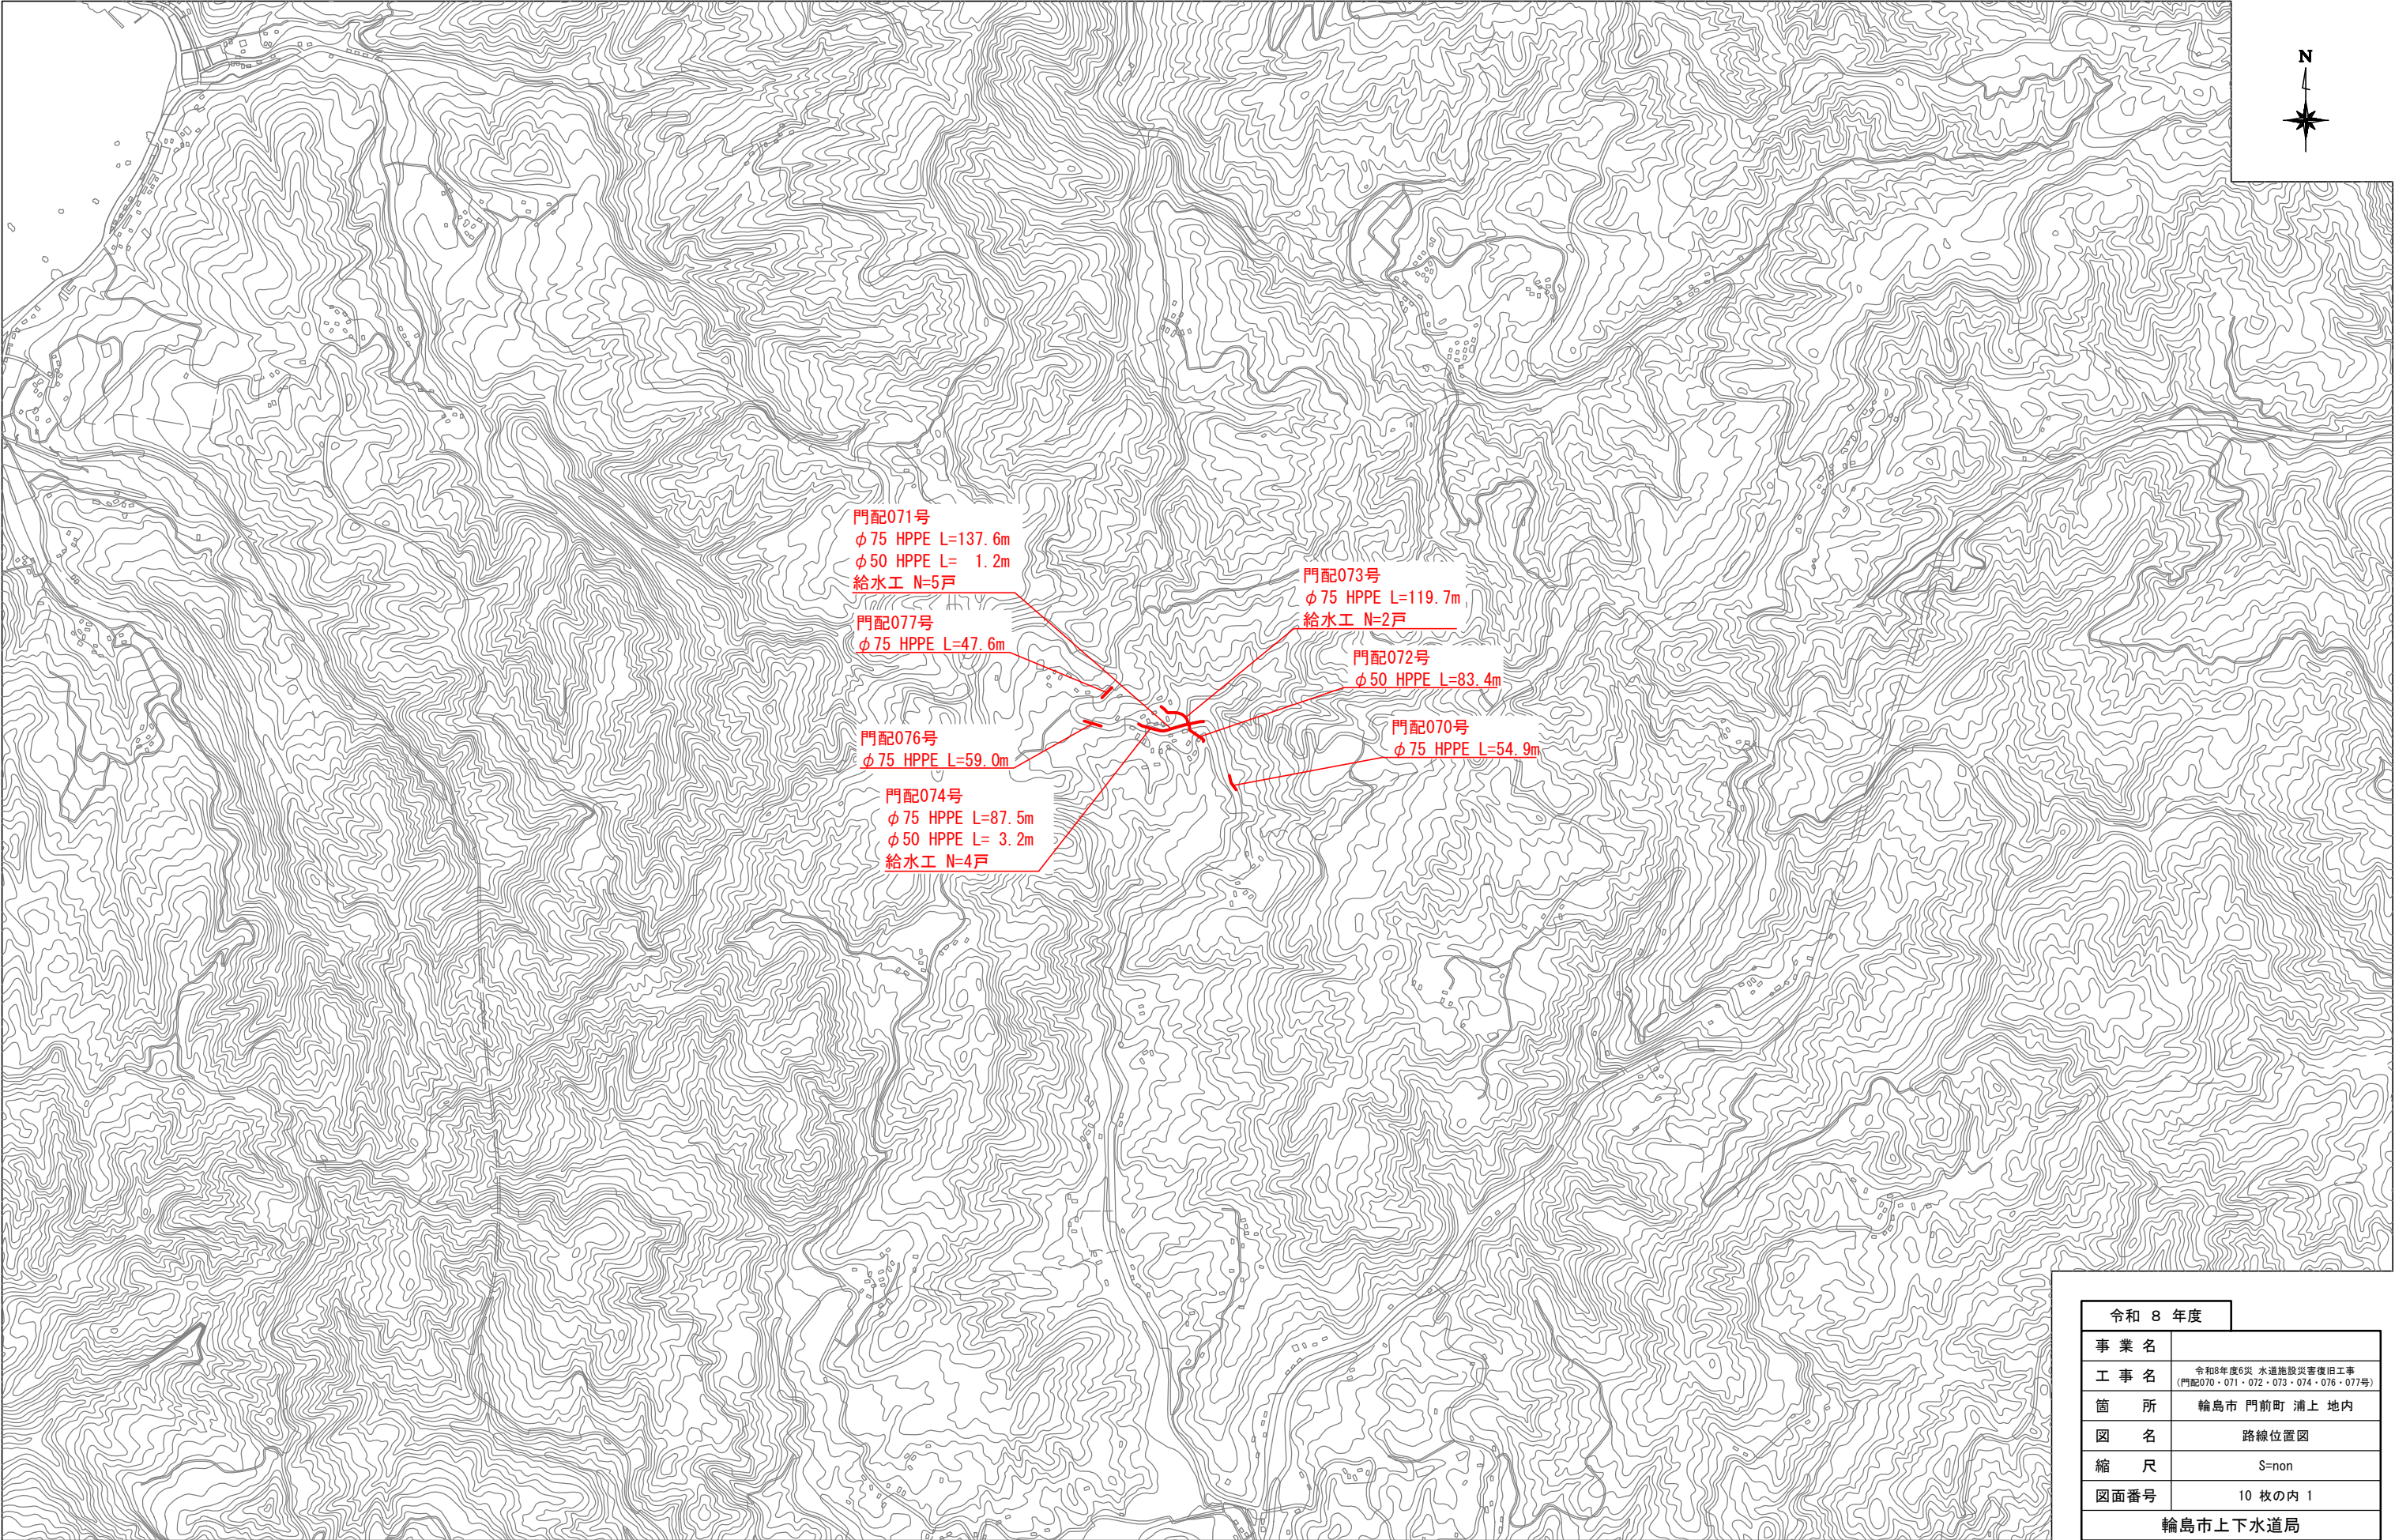 N
門配071号
φ75 HPPE L=137.6m
φ50 HPPE L=  1.2m
給水工 N=5戸
門配073号
φ75 HPPE L=119.7m
給水工 N=2戸
門配077号
φ75 HPPE L=47.6m
門配072号
φ50 HPPE L=83.4m
門配070号
φ75 HPPE L=54.9m
門配076号
φ75 HPPE L=59.0m
門配074号
φ75 HPPE L=87.5m
φ50 HPPE L= 3.2m
給水工 N=4戸
令和 8 年度
事業名
工事名 令和8年度6災 水道施設災害復旧工事
(門配070・071・072・073・074・076・077号)
箇所 輪島市 門前町 浦上 地内
図名 路線位置図
縮尺 S=non
図面番号 10 枚の内 1
輪島市上下水道局